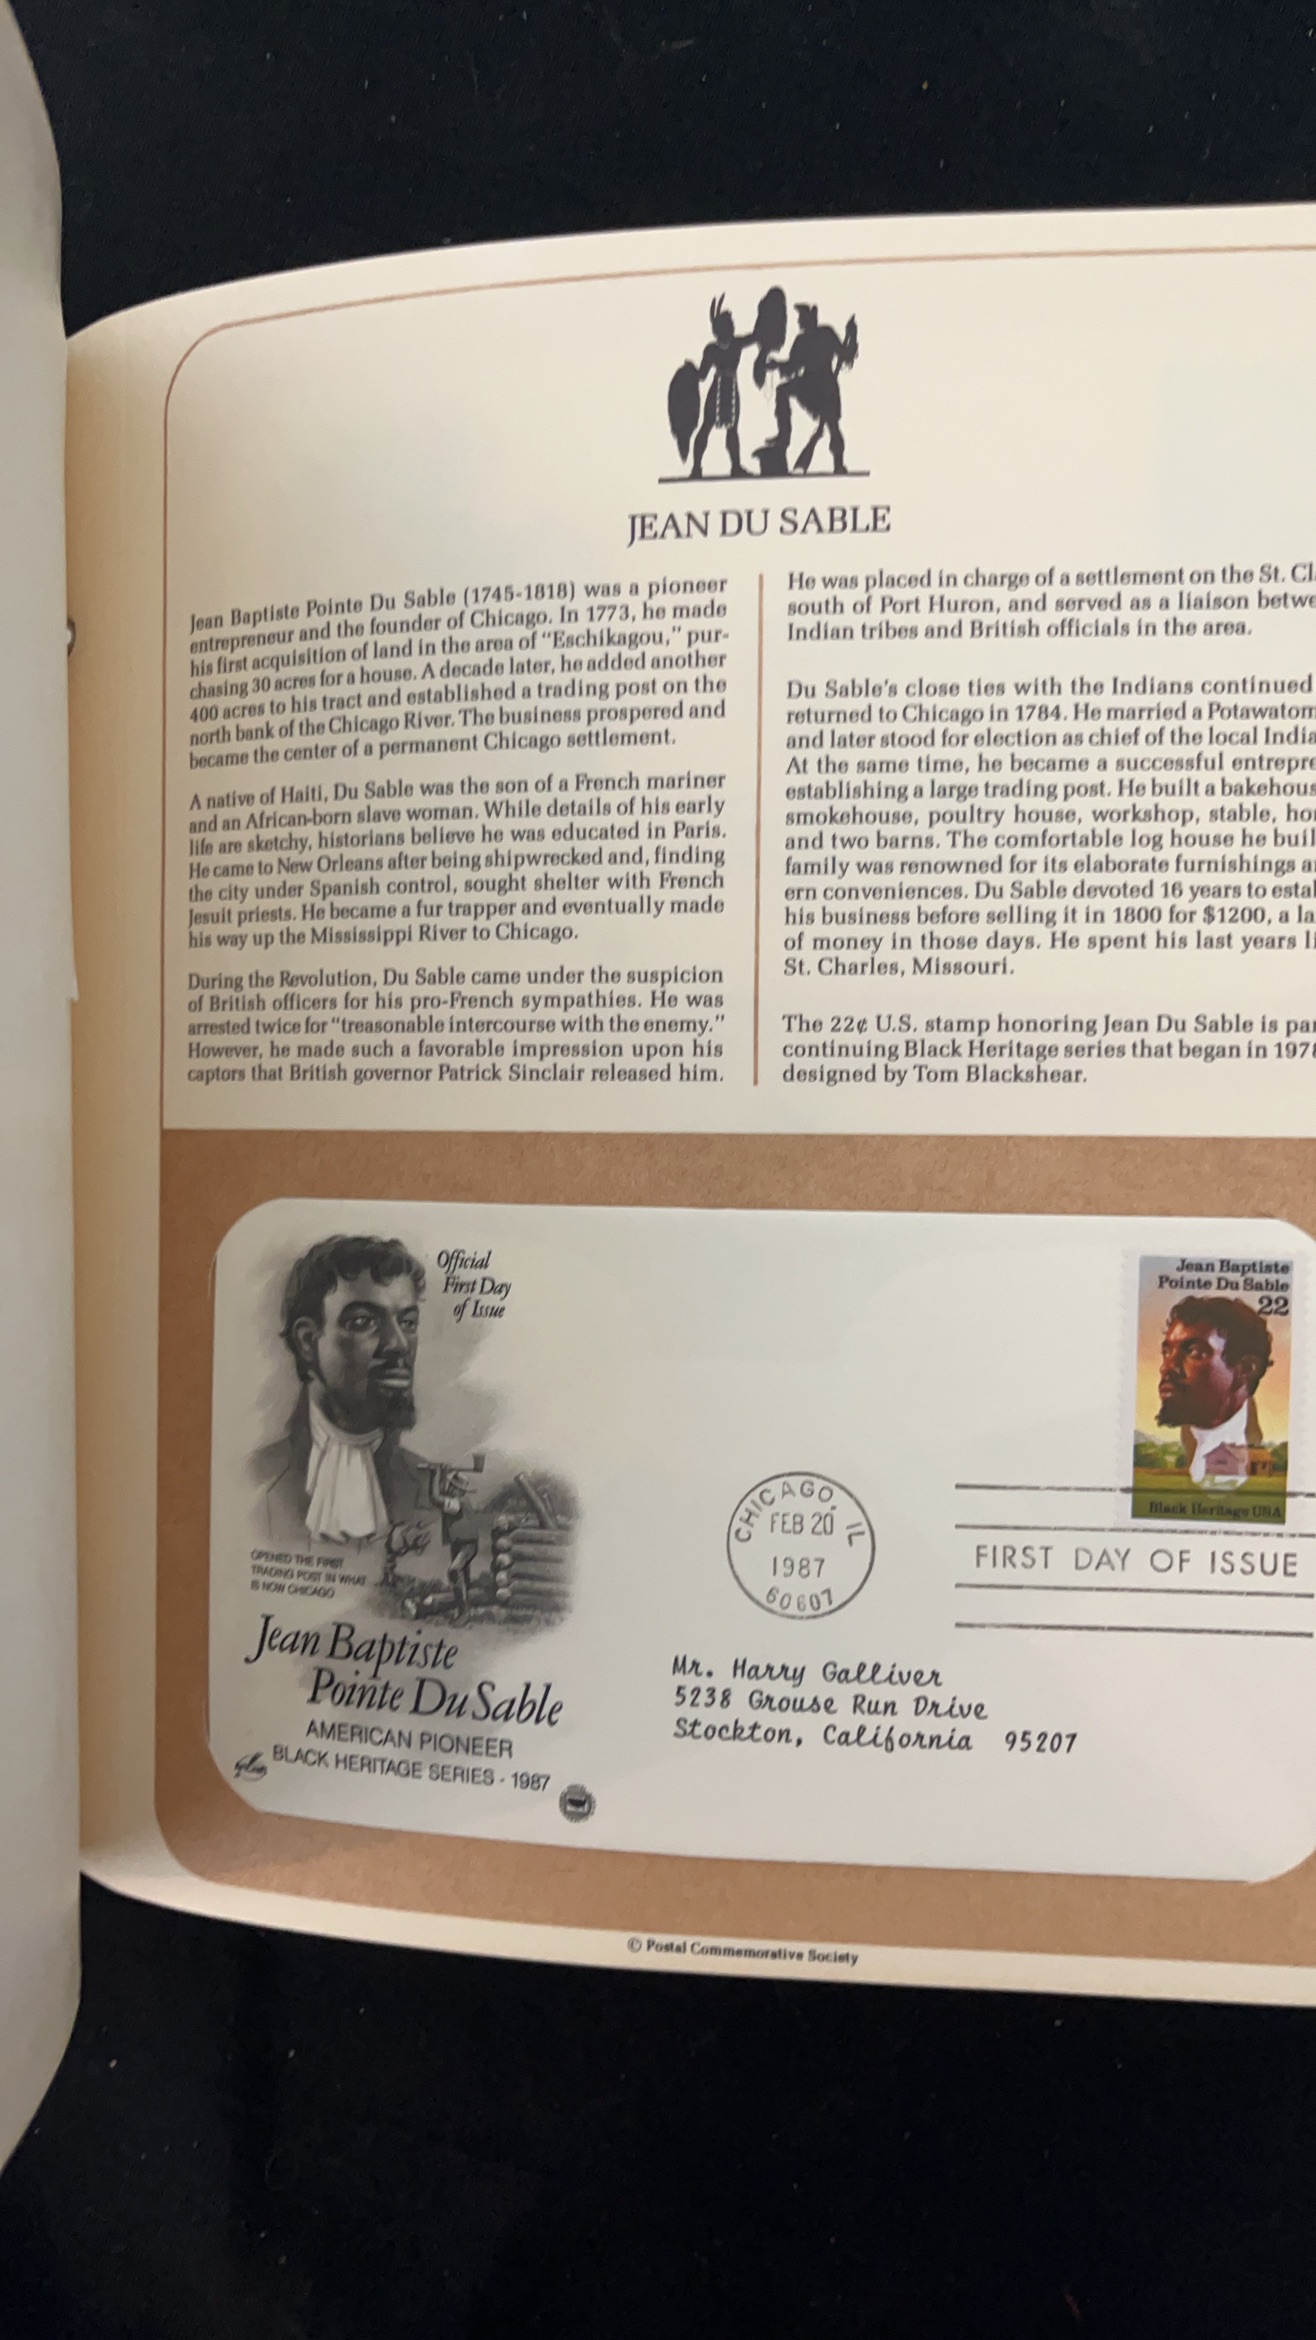 JEAN DU SABLE
Jean Baptiste Pointe Du Sable (1745-1818) was a pioneer
entrepreneur and the founder of Chicago. In 1773, he made
his first acquisition of land in the area of “Eschikagou,” pur-
chasing 30 acres for a house. A decade later, he added another
400 acres to his tract and established a trading post on the
north bank of the Chicago River. The business prospered and
became the center of a permanent Chicago settlement.
A native of Haiti, Du Sable was the son of a French mariner
and an African-born slave woman. While details of his early
life are sketchy, historians believe he was educated in Paris.
He came to New Orleans after being shipwrecked and, finding
the city under Spanish control, sought shelter with French
Jesuit priests. He became a fur trapper and eventually made
his way up the Mississippi River to Chicago.
During the Revolution, Du Sable came under the suspicion
of British officers for his pro-French sympathies. He was
arrested twice for “treasonable intercourse with the enemy.”
However, he made such a favorable impression upon his
captors that British governor Patrick Sinclair released him.
He was placed in charge of a settlement on the St. Cl
south of Port Huron, and served as a liaison betwe
Indian tribes and British officials in the area.
Du Sable's close ties with the Indians continued
returned to Chicago in 1784. He married a Potawatom
and later stood for election as chief of the local India
At the same time, he became a successful entrepre
establishing a large trading post. He built a bakehous
smokehouse, poultry house, workshop, stable, ho
and two barns. The comfortable log house he buil
family was renowned for its elaborate furnishings a
ern conveniences. Du Sable devoted 16 years to estal
his business before selling it in 1800 for $1200, a la
of money in those days. He spent his last years li
St. Charles, Missouri.
The 22¢ U.S. stamp honoring Jean Du Sable is par
continuing Black Heritage series that began in 1978
designed by Tom Blackshear.
Official
First Day
of Issue
OPENED THE FIRST
TRADING POST IN WHAT
IS NOW CHICAGO
Jean Baptiste
Pointe Du Sable
AMERICAN PIONEER
BLACK HERITAGE SERIES - 1987
Jean Baptiste
Pointe Du Sable
22
Black Heritage USA
CHICAGO, IL
FEB 20
1987
60607
FIRST DAY OF ISSUE
Mr. Harry Galliver
5238 Grouse Run Drive
Stockton, California 95207
© Postal Commemorative Society